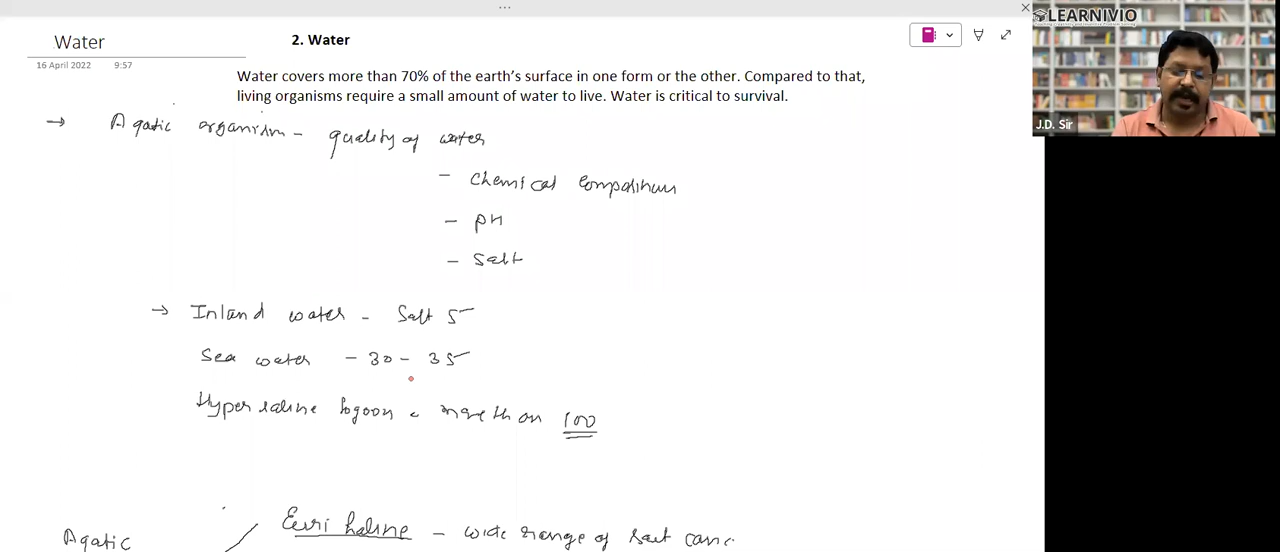 LEARNIVIO
J.D. Sir
Water
16 April 2022 9:57
2. Water
Water covers more than 70% of the earth's surface in one form or the other. Compared to that,
living organisms require a small amount of water to live. Water is critical to survival.
→ Aqatic organism - quality of water
- chemical
- pH
- Salt
→ Inland water - Salt 5
Sea water - 30 - 35
Hyper saline lagoon - more than 100
Aqatic
Euri haline - wide range of salt conc.